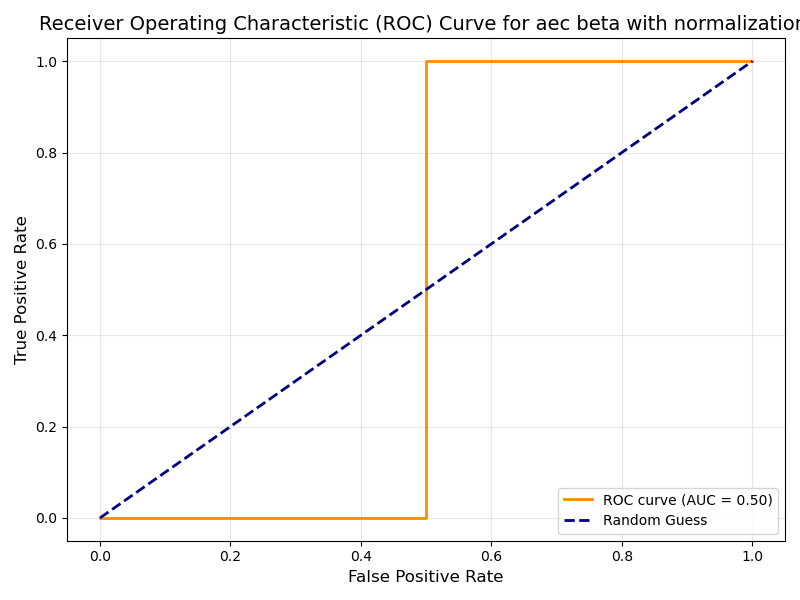 Receiver Operating Characteristic (ROC) Curve for aec beta with normalization
1.0
0.8
0.6
0.4
0.2
0.0
True Positive Rate
0.0 0.2 0.4 0.6 0.8 1.0
False Positive Rate
ROC curve (AUC = 0.50)
Random Guess